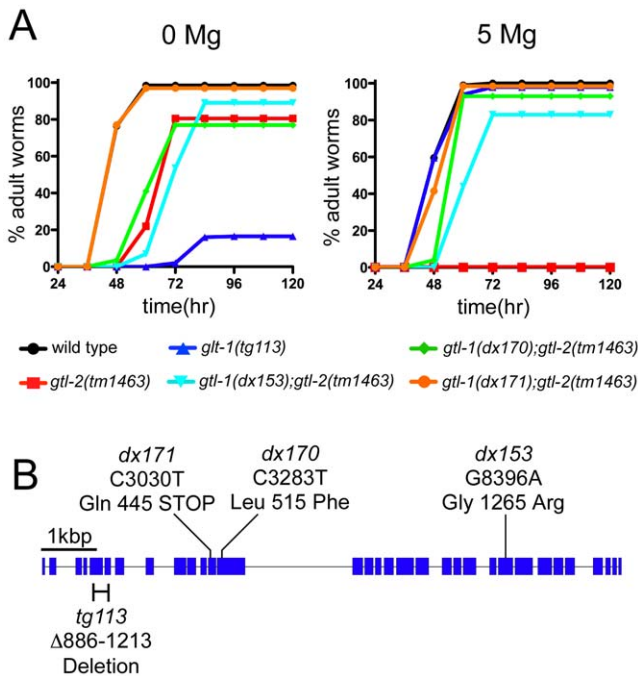 A
0 Mg
5 Mg
% adult worms
100
80
60
40
20
0
24 48 72 96 120
time(hr)
% adult worms
100
80
60
40
20
0
24 48 72 96 120
time(hr)
wild type
glt-1(tg113)
gtl-1(dx170);gtl-2(tm1463)
gtl-2(tm1463)
gtl-1(dx153);gtl-2(tm1463)
gtl-1(dx171);gtl-2(tm1463)
B
dx171
C3030T
Gln 445 STOP
dx170
C3283T
Leu 515 Phe
dx153
G8396A
Gly 1265 Arg
1kbp
tg113
Δ886-1213
Deletion